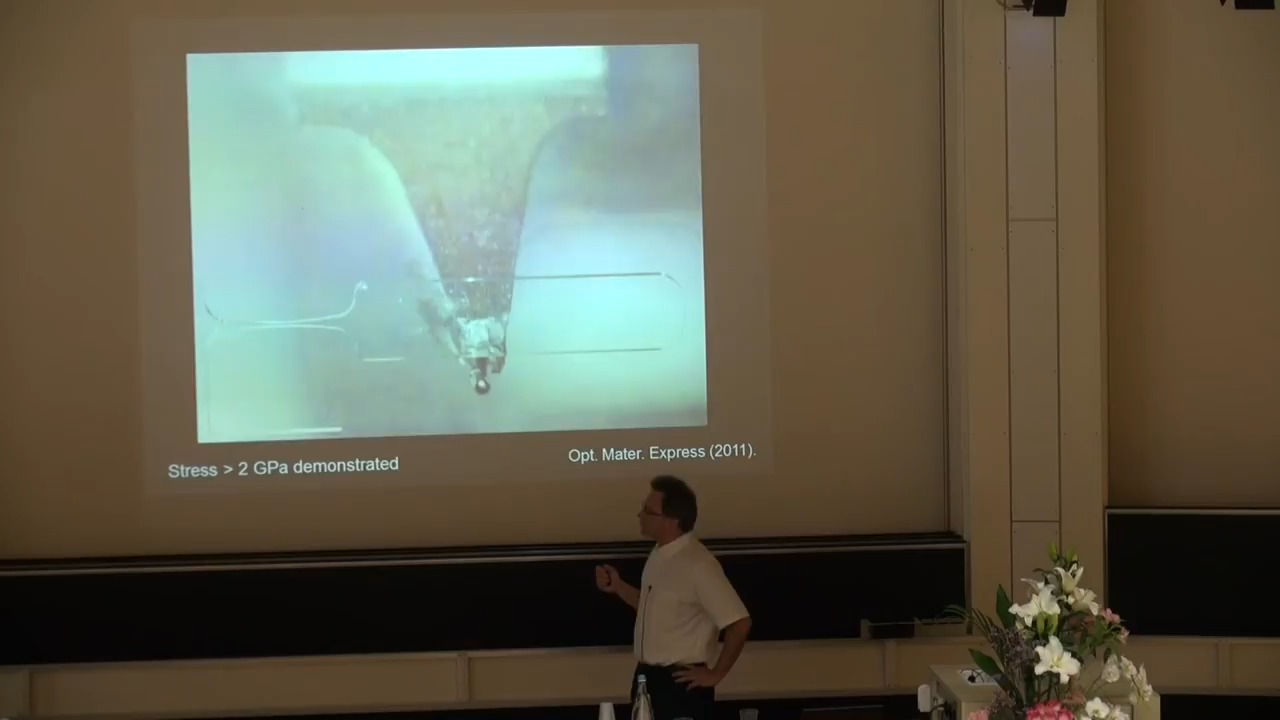 Stress > 2 GPa demonstrated
Opt. Mater. Express (2011).